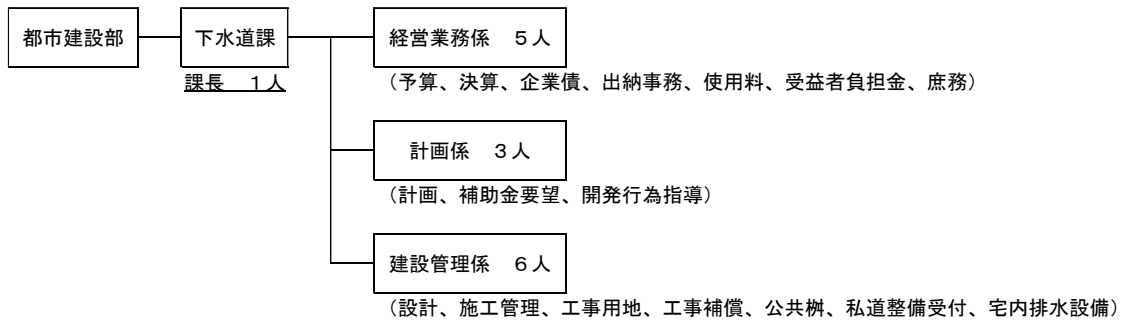 都市建設部 下水道課 経営業務係　５人
課長　１人 （予算、決算、企業債、出納事務、使用料、受益者負担金、庶務）
計画係　３人
（計画、補助金要望、開発行為指導）
建設管理係　６人
（設計、施工管理、工事用地、工事補償、公共桝、私道整備受付、宅内排水設備）